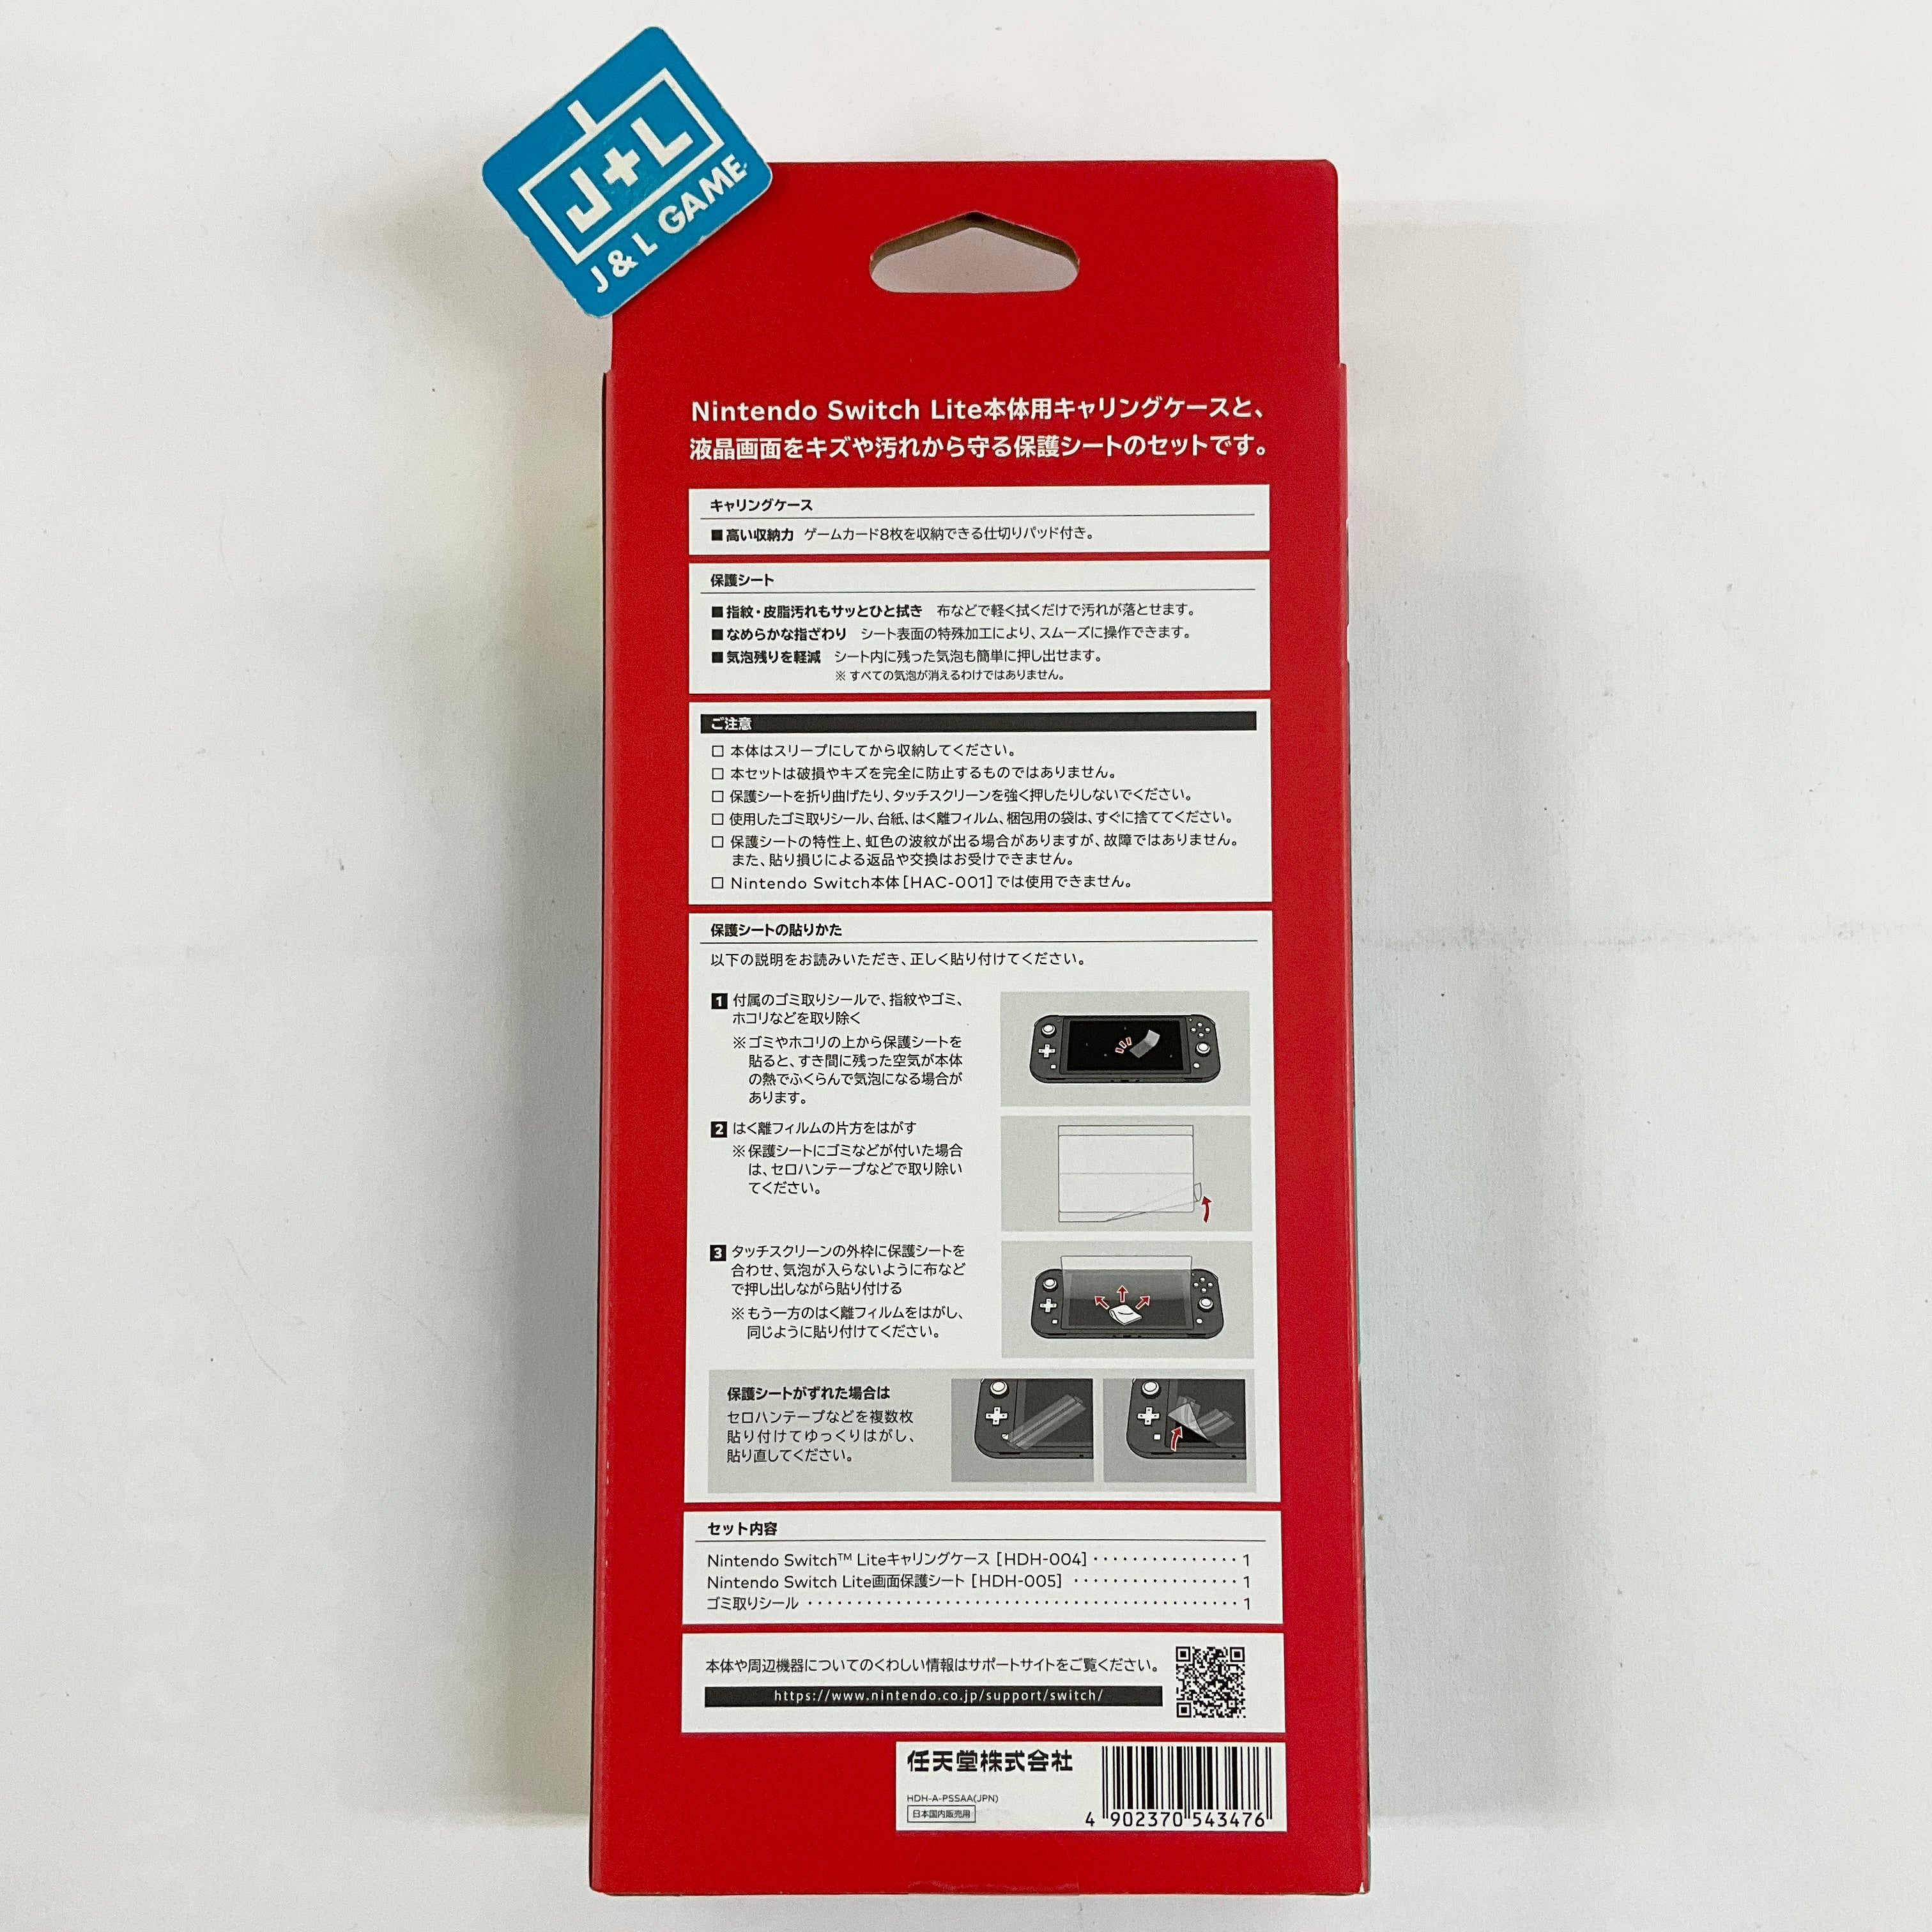 J+L
J & L GAME
Nintendo Switch Lite本体用キャリングケースと、
液晶画面をキズや汚れから守る保護シートのセットです。
キャリングケース
■高い収納力 ゲームカード8枚を収納できる仕切りパッド付き。
保護シート
■指紋・皮脂汚れもサッとひと拭き 布などで軽く拭くだけで汚れが落とせます。
■なめらかな指ざわり シート表面の特殊加工により、スムーズに操作できます。
■気泡残りを軽減 シート内に残った気泡も簡単に押し出せます。
※すべての気泡が消えるわけではありません。
ご注意
□ 本体はスリープにしてから収納してください。
□ 本セットは破損やキズを完全に防止するものではありません。
□ 保護シートを折り曲げたり、タッチスクリーンを強く押したりしないでください。
□ 使用したゴミ取りシール、台紙、はく離フィルム、梱包用の袋は、すぐに捨ててください。
□ 保護シートの特性上、虹色の波紋が出る場合がありますが、故障ではありません。
また、貼り損じによる返品や交換はお受けできません。
□ Nintendo Switch本体[HAC-001]では使用できません。
保護シートの貼りかた
以下の説明をお読みいただき、正しく貼り付けてください。
1 付属のゴミ取りシールで、指紋やゴミ、
ホコリなどを取り除く
※ゴミやホコリの上から保護シートを
貼ると、すき間に残った空気が本体
の熱でふくらんで気泡になる場合が
あります。
2 はく離フィルムの片方をはがす
※保護シートにゴミなどが付いた場合
は、セロハンテープなどで取り除い
てください。
3 タッチスクリーンの外枠に保護シートを
合わせ、気泡が入らないように布など
で押し出しながら貼り付ける
※もう一方のはく離フィルムをはがし、
同じように貼り付けてください。
保護シートがずれた場合は
セロハンテープなどを複数枚
貼り付けてゆっくりはがし、
貼り直してください。
セット内容
Nintendo Switch™ Liteキャリングケース [HDH-004] ・・・・・・・・・・・・・・・ 1
Nintendo Switch Lite画面保護シート [HDH-005] ・・・・・・・・・・・・・・・・・ 1
ゴミ取りシール ・・・・・・・・・・・・・・・・・・・・・・・・・・・・・・・・・・・・・・・・・・・・ 1
本体や周辺機器についてのくわしい情報はサポートサイトをご覧ください。
https://www.nintendo.co.jp/support/switch/
任天堂株式会社
HDH-A-PSSAA(JPN)
日本国内販売用
4 902370 543476